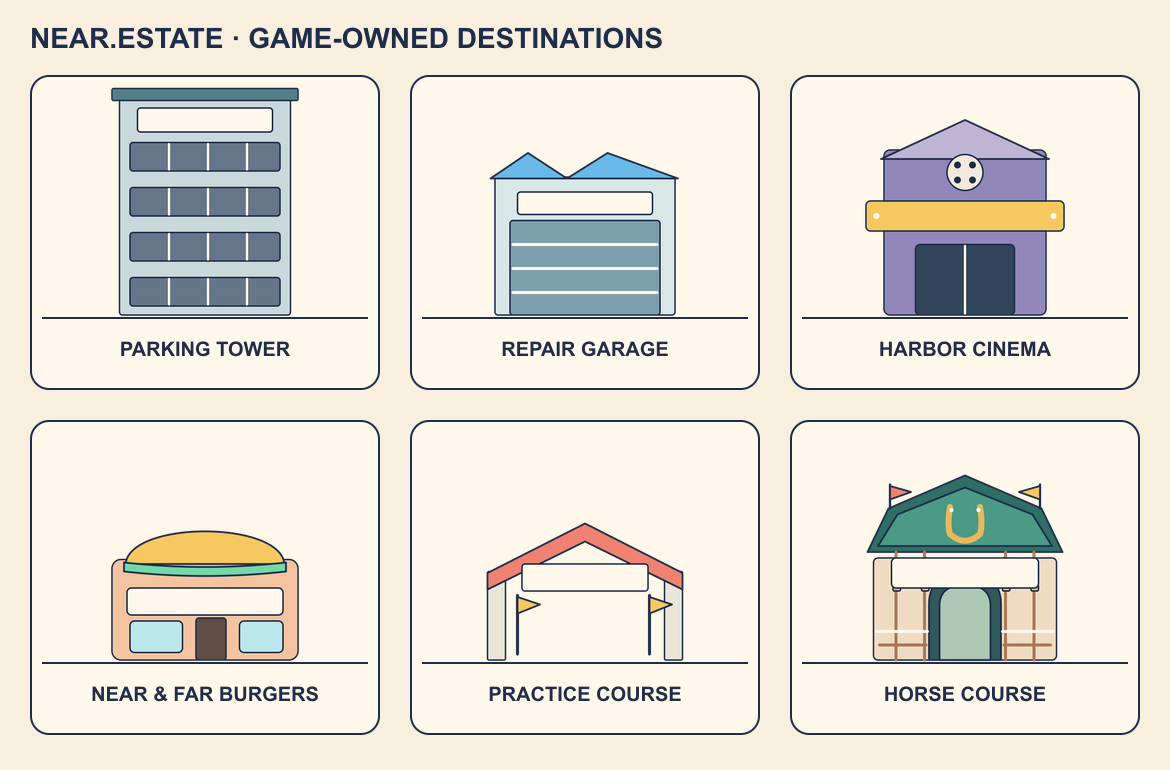 NEAR.ESTATE · GAME-OWNED DESTINATIONS
PARKING TOWER
REPAIR GARAGE
HARBOR CINEMA
NEAR & FAR BURGERS
PRACTICE COURSE
HORSE COURSE